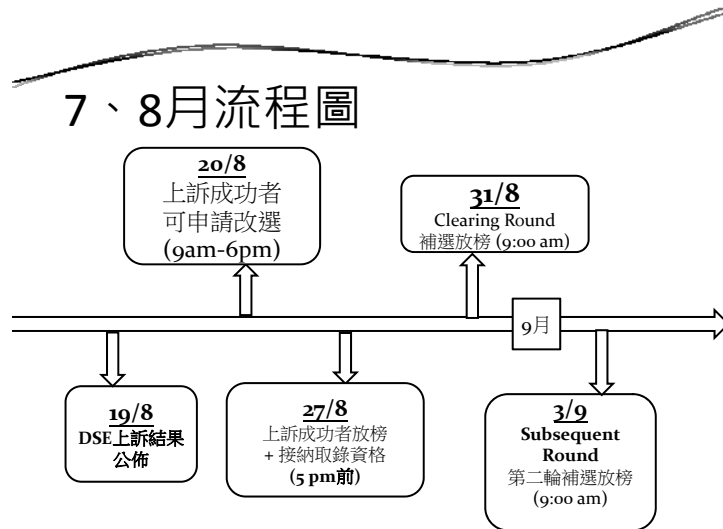 7、8月流程圖
20/8
上訴成功者
可申請改選
(9am-6pm)
31/8
Clearing Round
補選放榜 (9:00 am)
9月
19/8
DSE上訴結果
公佈
27/8
上訴成功者放榜
+ 接納取錄資格
(5 pm前)
3/9
Subsequent
Round
第二輪補選放榜
(9:00 am)